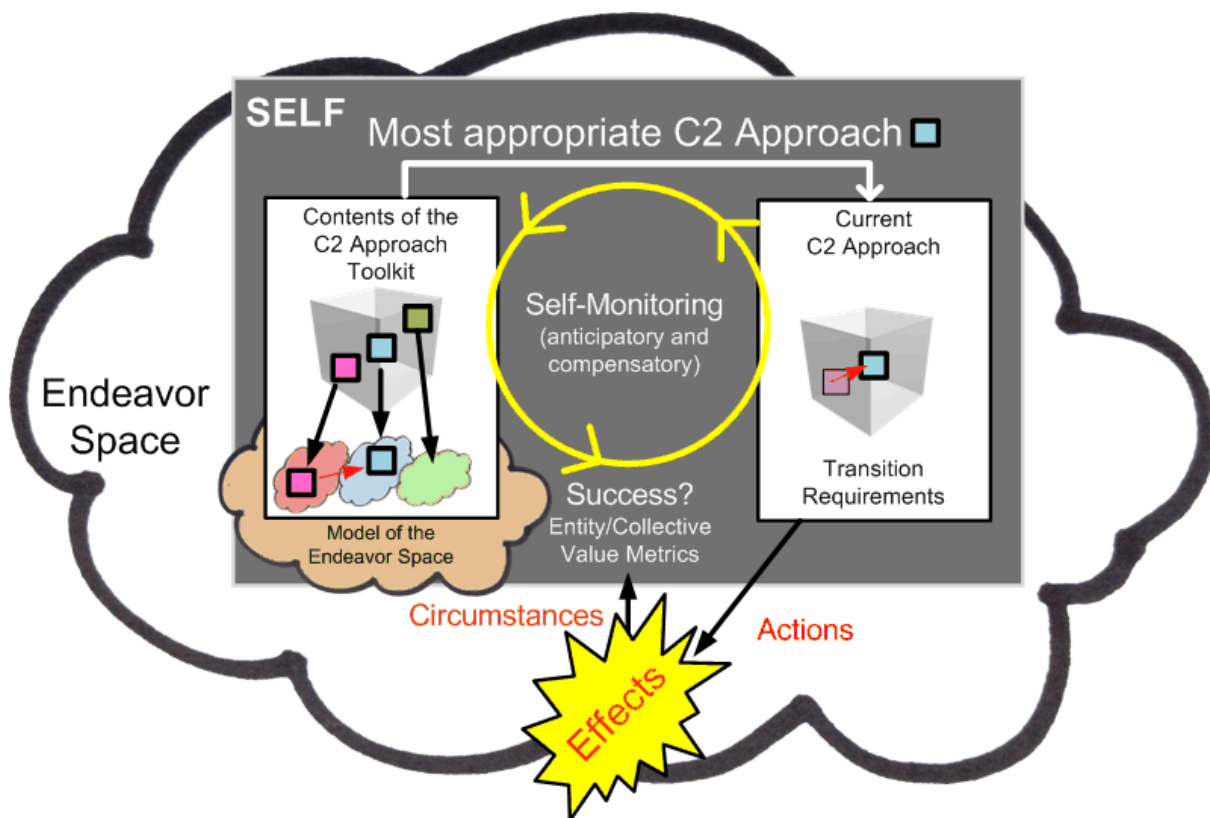 SELF
Most appropriate C2 Approach
Contents of the
C2 Approach
Toolkit
Current
C2 Approach
Self-Monitoring
(anticipatory and
compensatory)
Endeavor
Space
Transition
Requirements
Success?
Entity/Collective
Value Metrics
Model of the
Endeavor Space
Circumstances
Actions
Effects